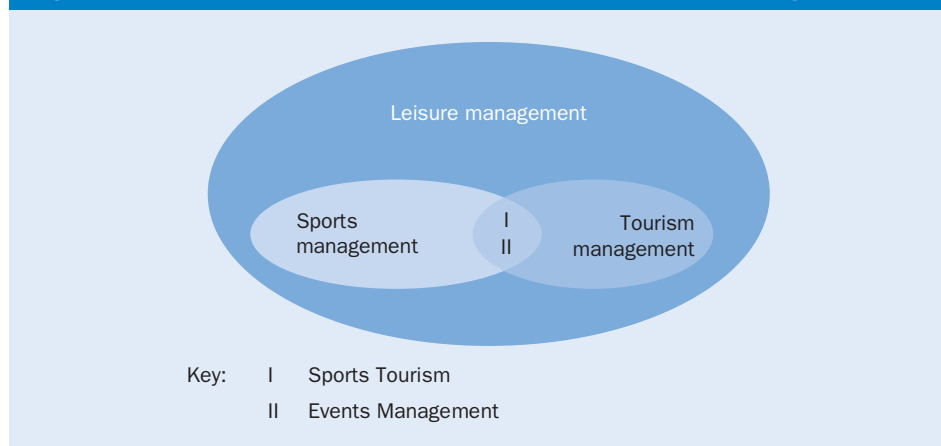 Leisure management
Sports
management
I
II
Tourism
management
Key: I Sports Tourism
II Events Management